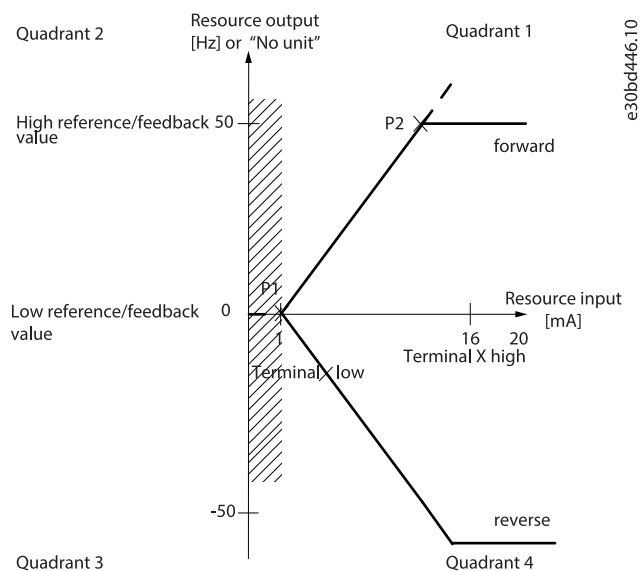 Quadrant 2
Resource output
[Hz] or “No unit”
Quadrant 1
e30bd446.10
High reference/feedback
value
50
P2
forward
P1
Low reference/feedback
value
0
Resource input
[mA]
1
16
20
Terminal X high
Terminal X low
-50
reverse
Quadrant 3
Quadrant 4